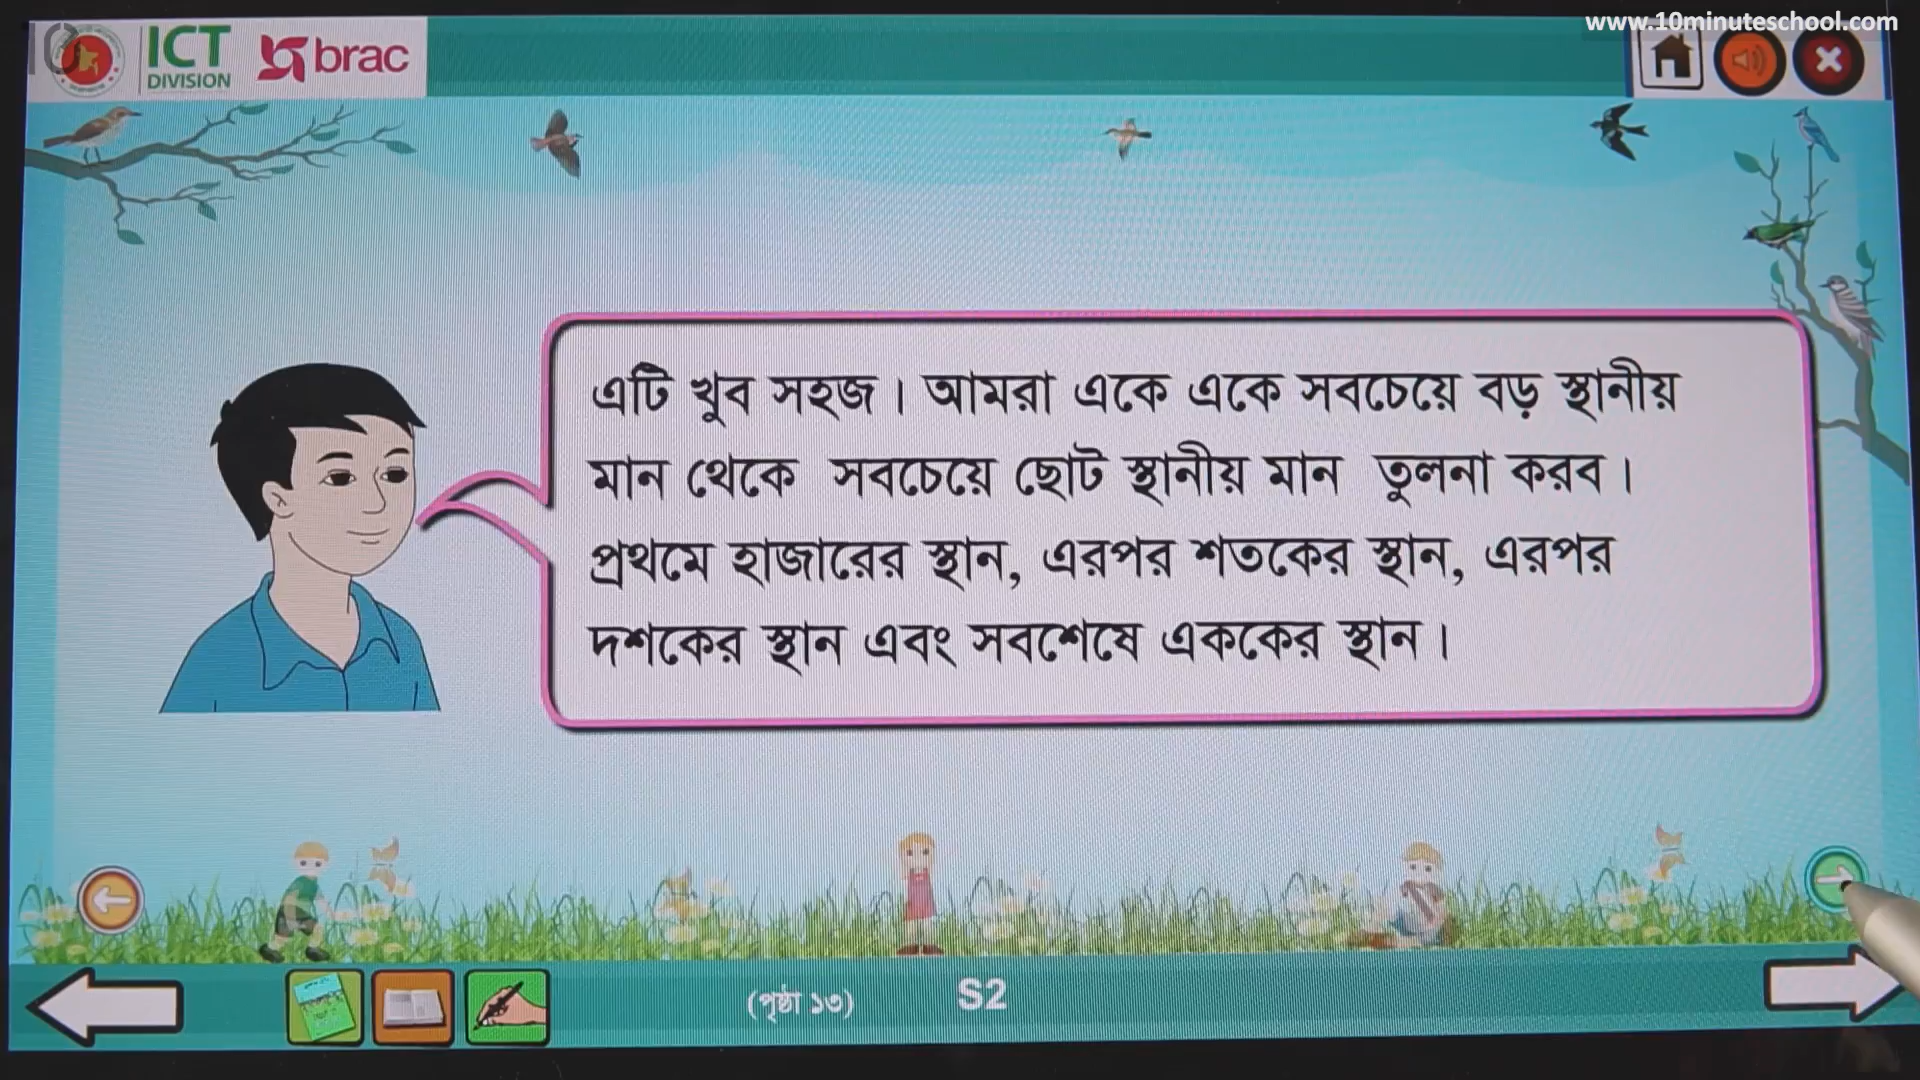 www.10minuteschool.com
10
ICT
DIVISION
brac
এটি খুব সহজ। আমরা একে একে সবচেয়ে বড় স্থানীয়
মান থেকে সবচেয়ে ছোট স্থানীয় মান তুলনা করব।
প্রথমে হাজারের স্থান, এরপর শতকের স্থান, এরপর
দশকের স্থান এবং সবশেষে এককের স্থান।
(পৃষ্ঠা ১৩)
S2